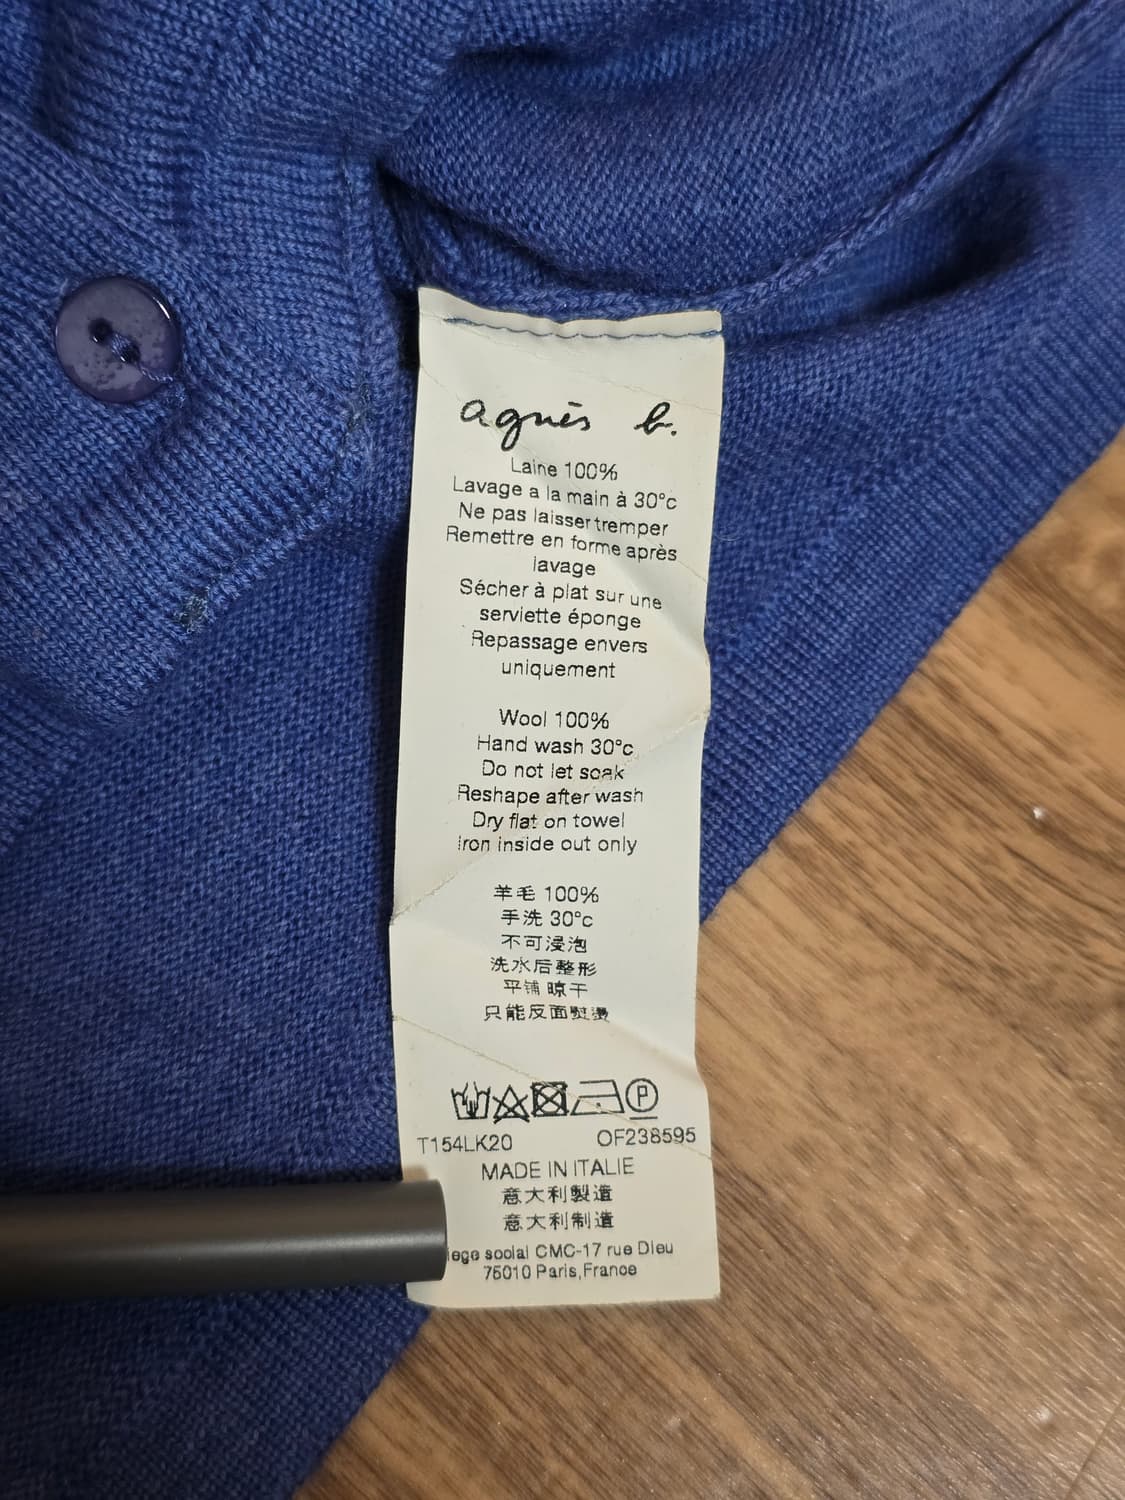 agnès b.
Laine 100%
Lavage a la main à 30°c
Ne pas laisser tremper
Remettre en forme après
lavage
Sécher à plat sur une
serviette éponge
Repassage envers
uniquement
Wool 100%
Hand wash 30°c
Do not let soak
Reshape after wash
Dry flat on towel
Iron inside out only
羊毛 100%
手洗 30°c
不可浸泡
洗水后整形
平铺 晾干
只能反面熨燙
P
T154LK20 OF238595
MADE IN ITALIE
意大利製造
意大利制造
social CMC-17 rue Dieu
75010 Paris,France